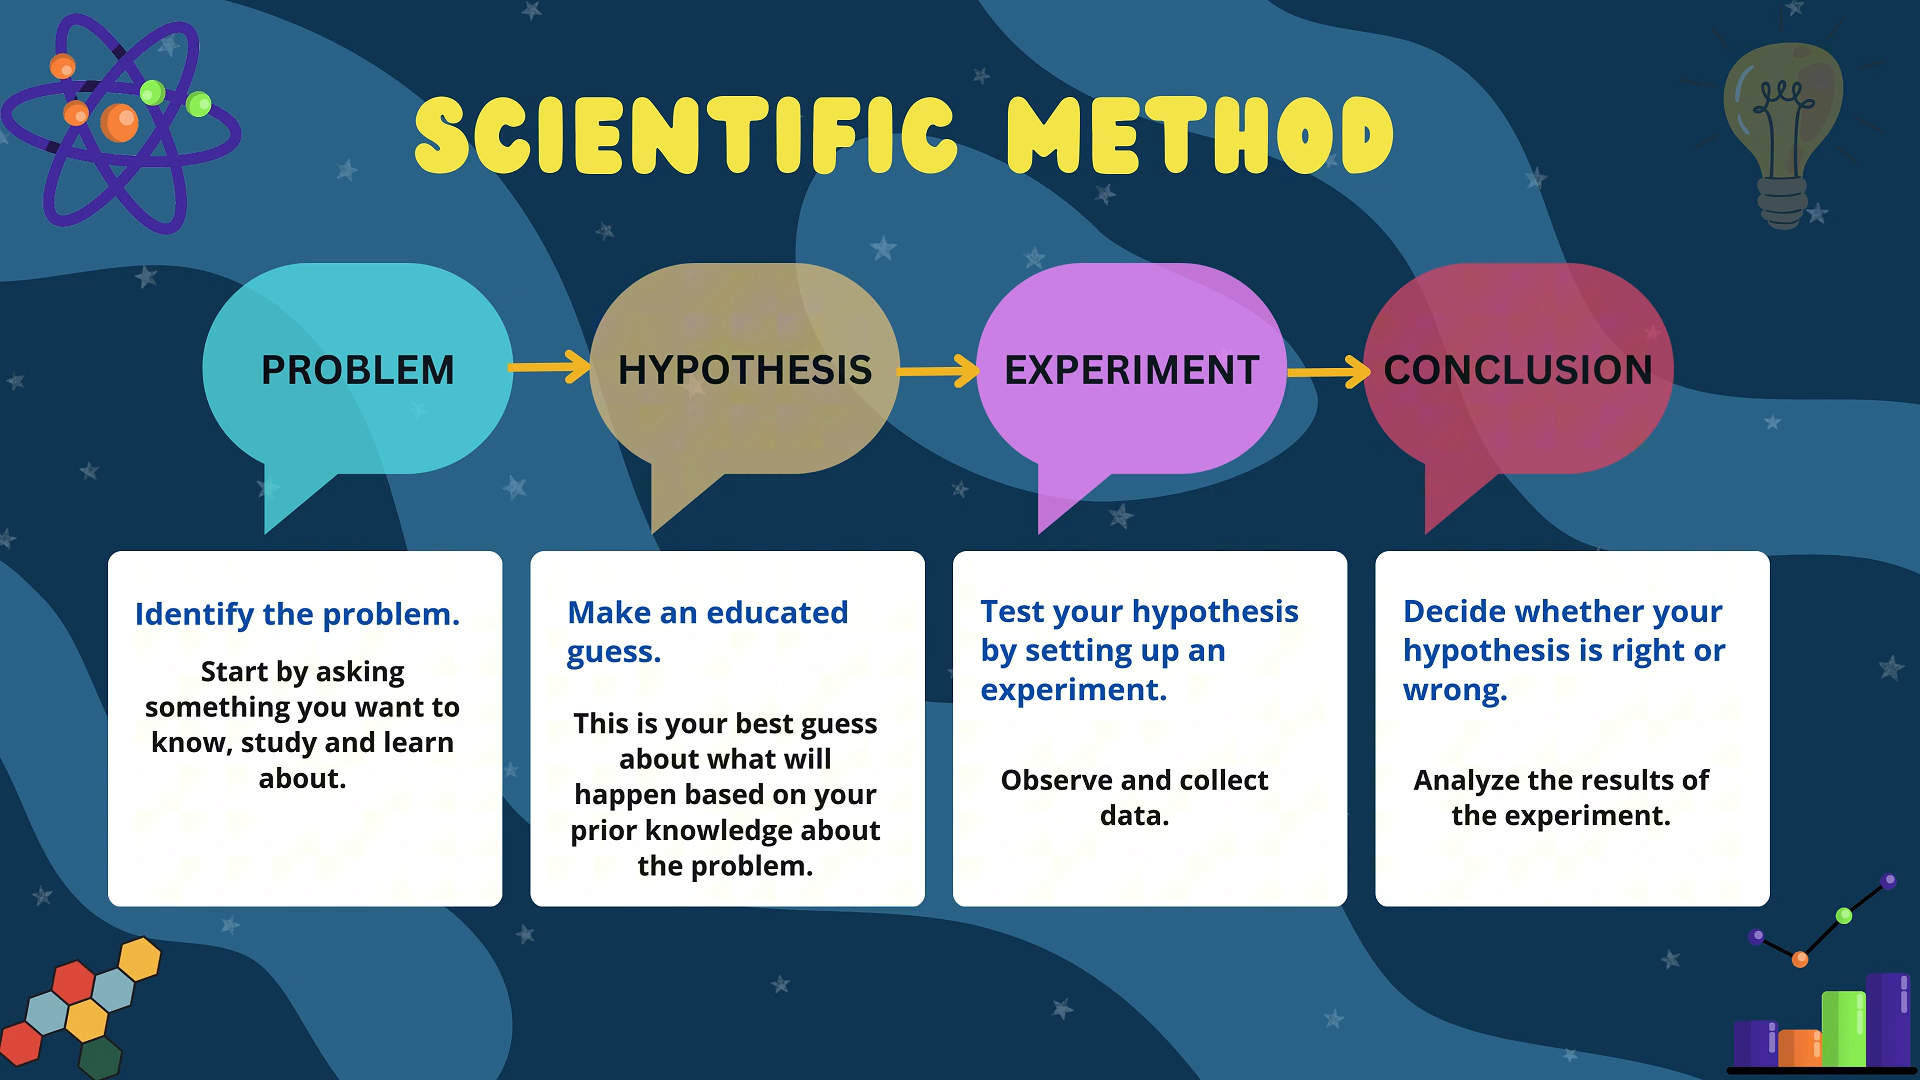 SCIENTIFIC METHOD
PROBLEM
HYPOTHESIS
EXPERIMENT
CONCLUSION
Identify the problem.
Start by asking
something you want to
know, study and learn
about.
Make an educated
guess.
This is your best guess
about what will
happen based on your
prior knowledge about
the problem.
Test your hypothesis
by setting up an
experiment.
Observe and collect
data.
Decide whether your
hypothesis is right or
wrong.
Analyze the results of
the experiment.